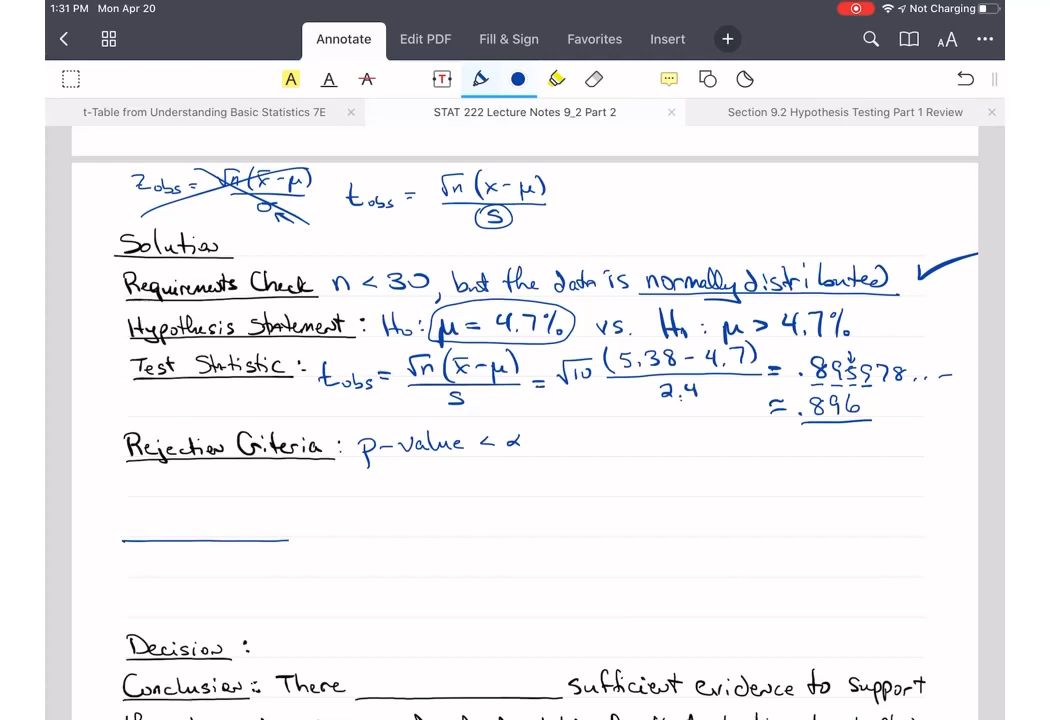 1:31 PM Mon Apr 20 Not Charging
Annotate Edit PDF Fill & Sign Favorites Insert +
A A A T AA
t-Table from Understanding Basic Statistics 7E × STAT 222 Lecture Notes 9_2 Part 2 × Section 9.2 Hypothesis Testing Part 1 Review ×
Zobs = √n (x̄ - μ) / σ tobs = √n (x - μ) / s
Solution
Requirements Check n < 30, but the data is normally distributed ✓
Hypothesis Statement: H₀: μ = 4.7% vs. Hₐ: μ > 4.7%
Test Statistic: tobs = √n (x̄ - μ) / s = √10 (5.38 - 4.7) / 2.4 = .895978...
≈ .896
Rejection Criteria: p-value < α
Decision:
Conclusion: There ______ sufficient evidence to support